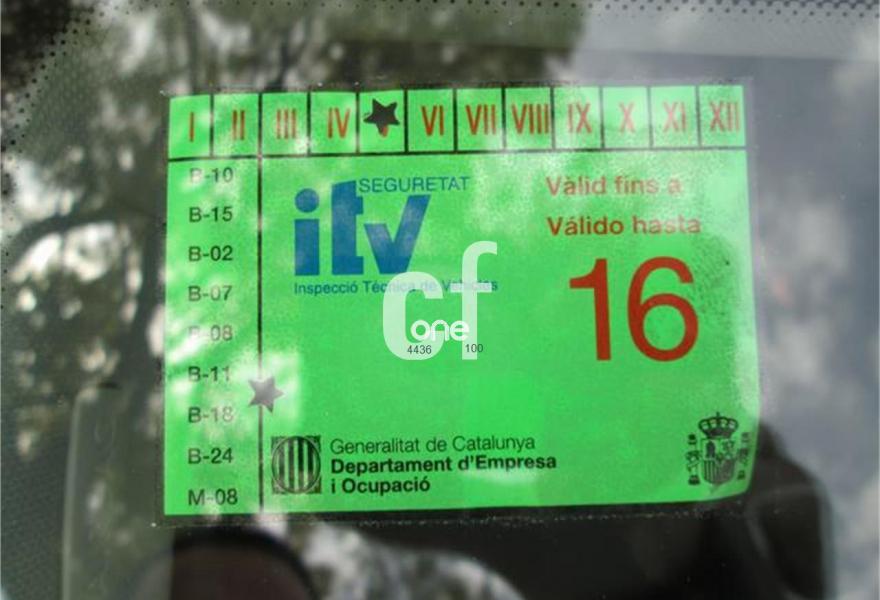 I II III IV VI VII VIII IX X XI XII
B-10
B-15
B-02
B-07
B-08
B-11
B-18
B-24
M-08
SEGURETAT
itv
Inspecció Tècnica de Vehicles
Vàlid fins a
Válido hasta
16
cf
one
4436 100
Generalitat de Catalunya
Departament d'Empresa
i Ocupació